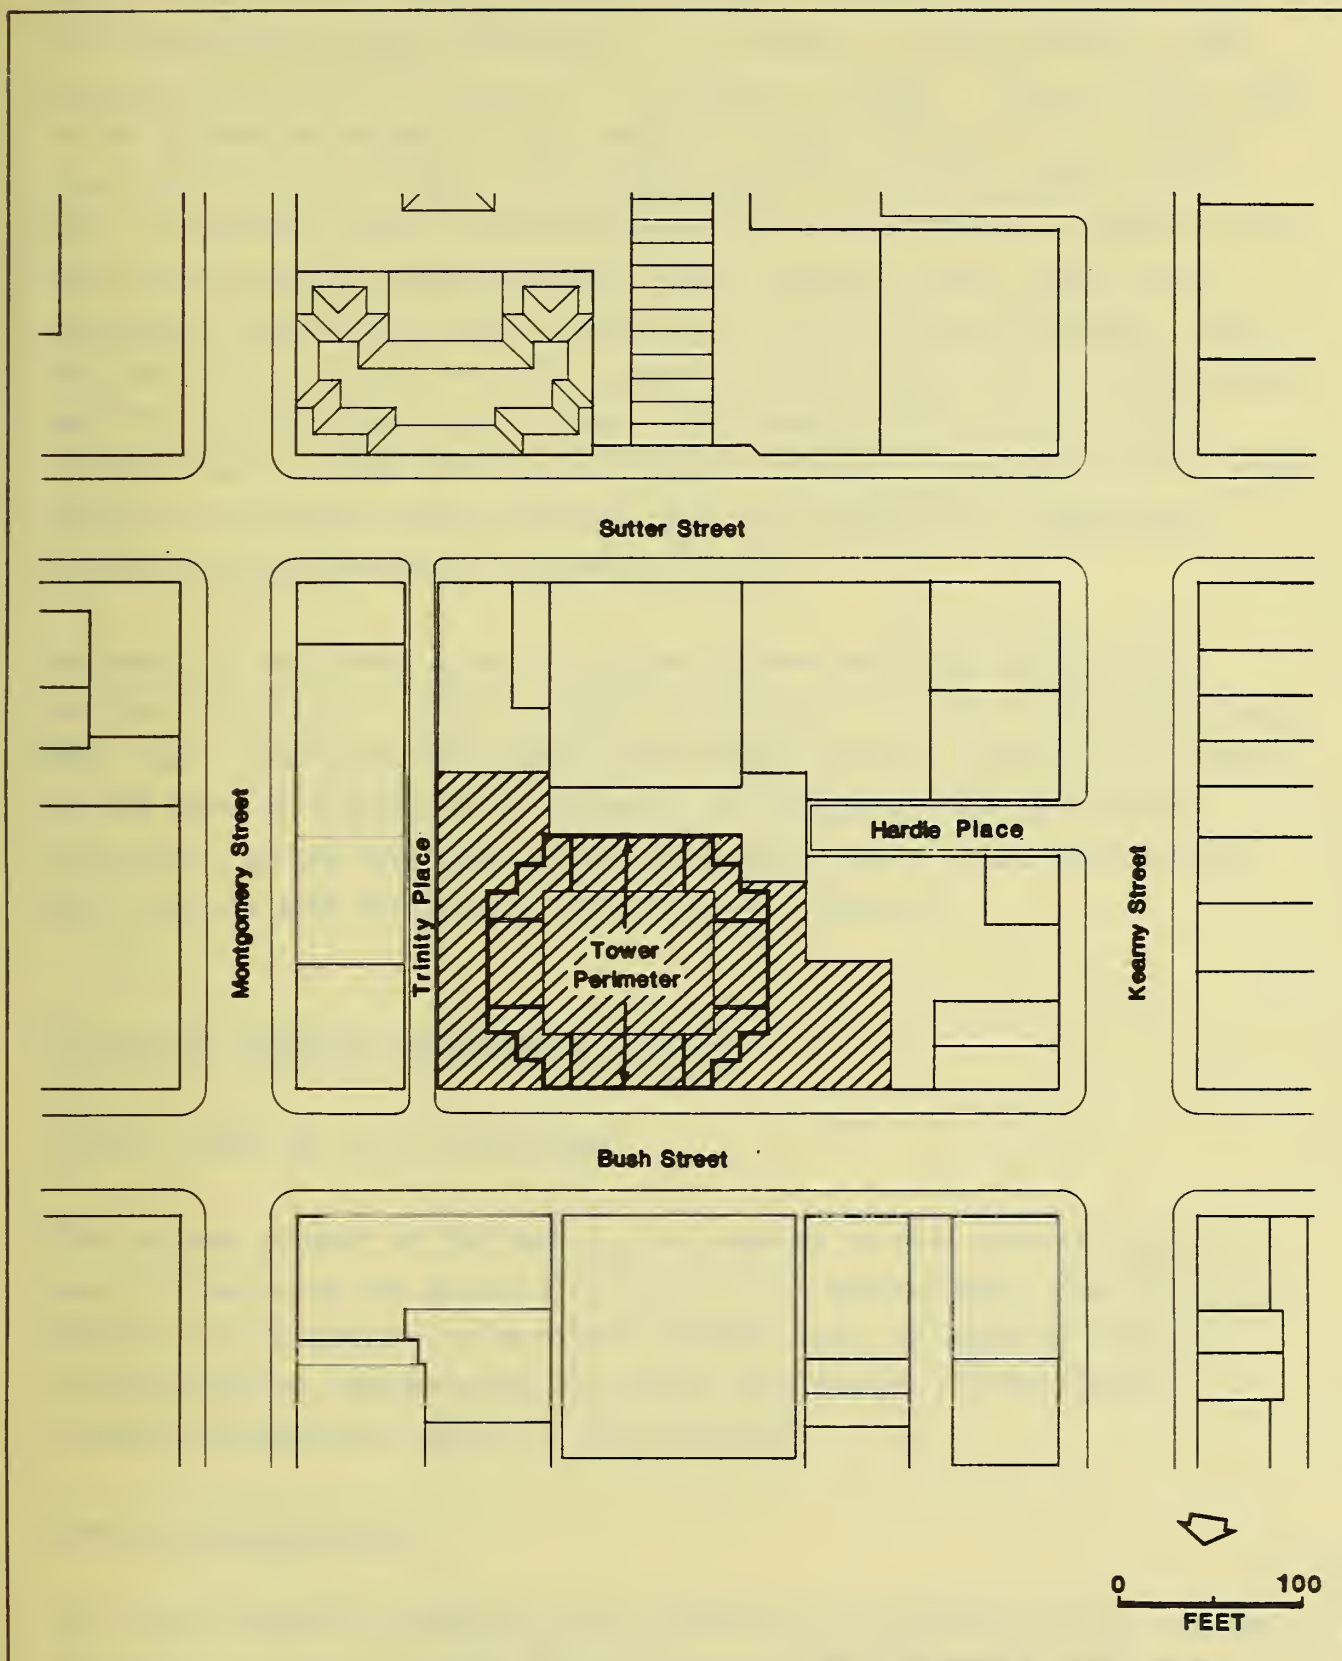 Sutter Street
Montgomery Street
Trinity Place
Hardie Place
Kearny Street
Tower
Perimeter
Bush Street
0 100
FEET